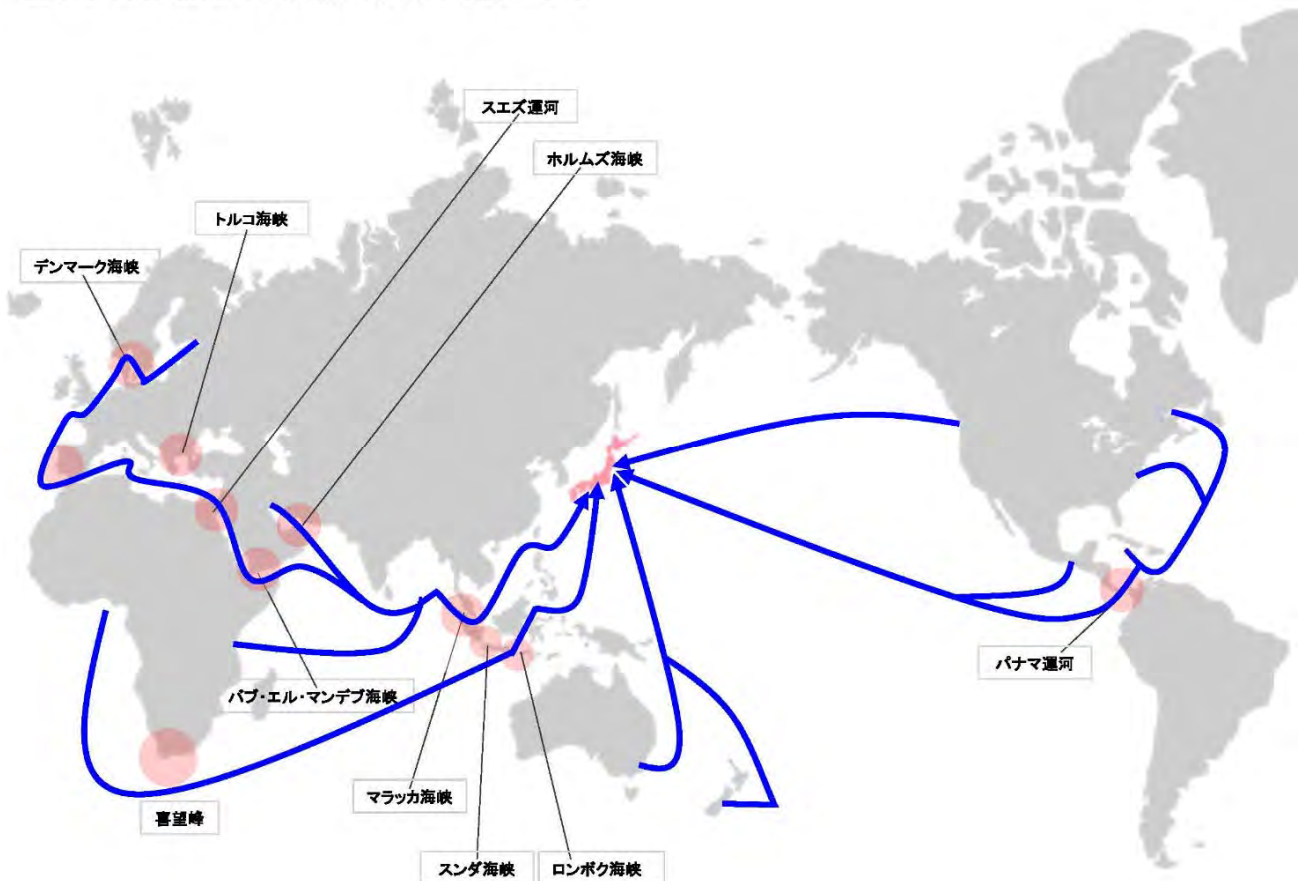 スエズ運河
ホルムズ海峡
トルコ海峡
デンマーク海峡
パナマ運河
バブ・エル・マンデブ海峡
マラッカ海峡
喜望峰
スンダ海峡
ロンボク海峡